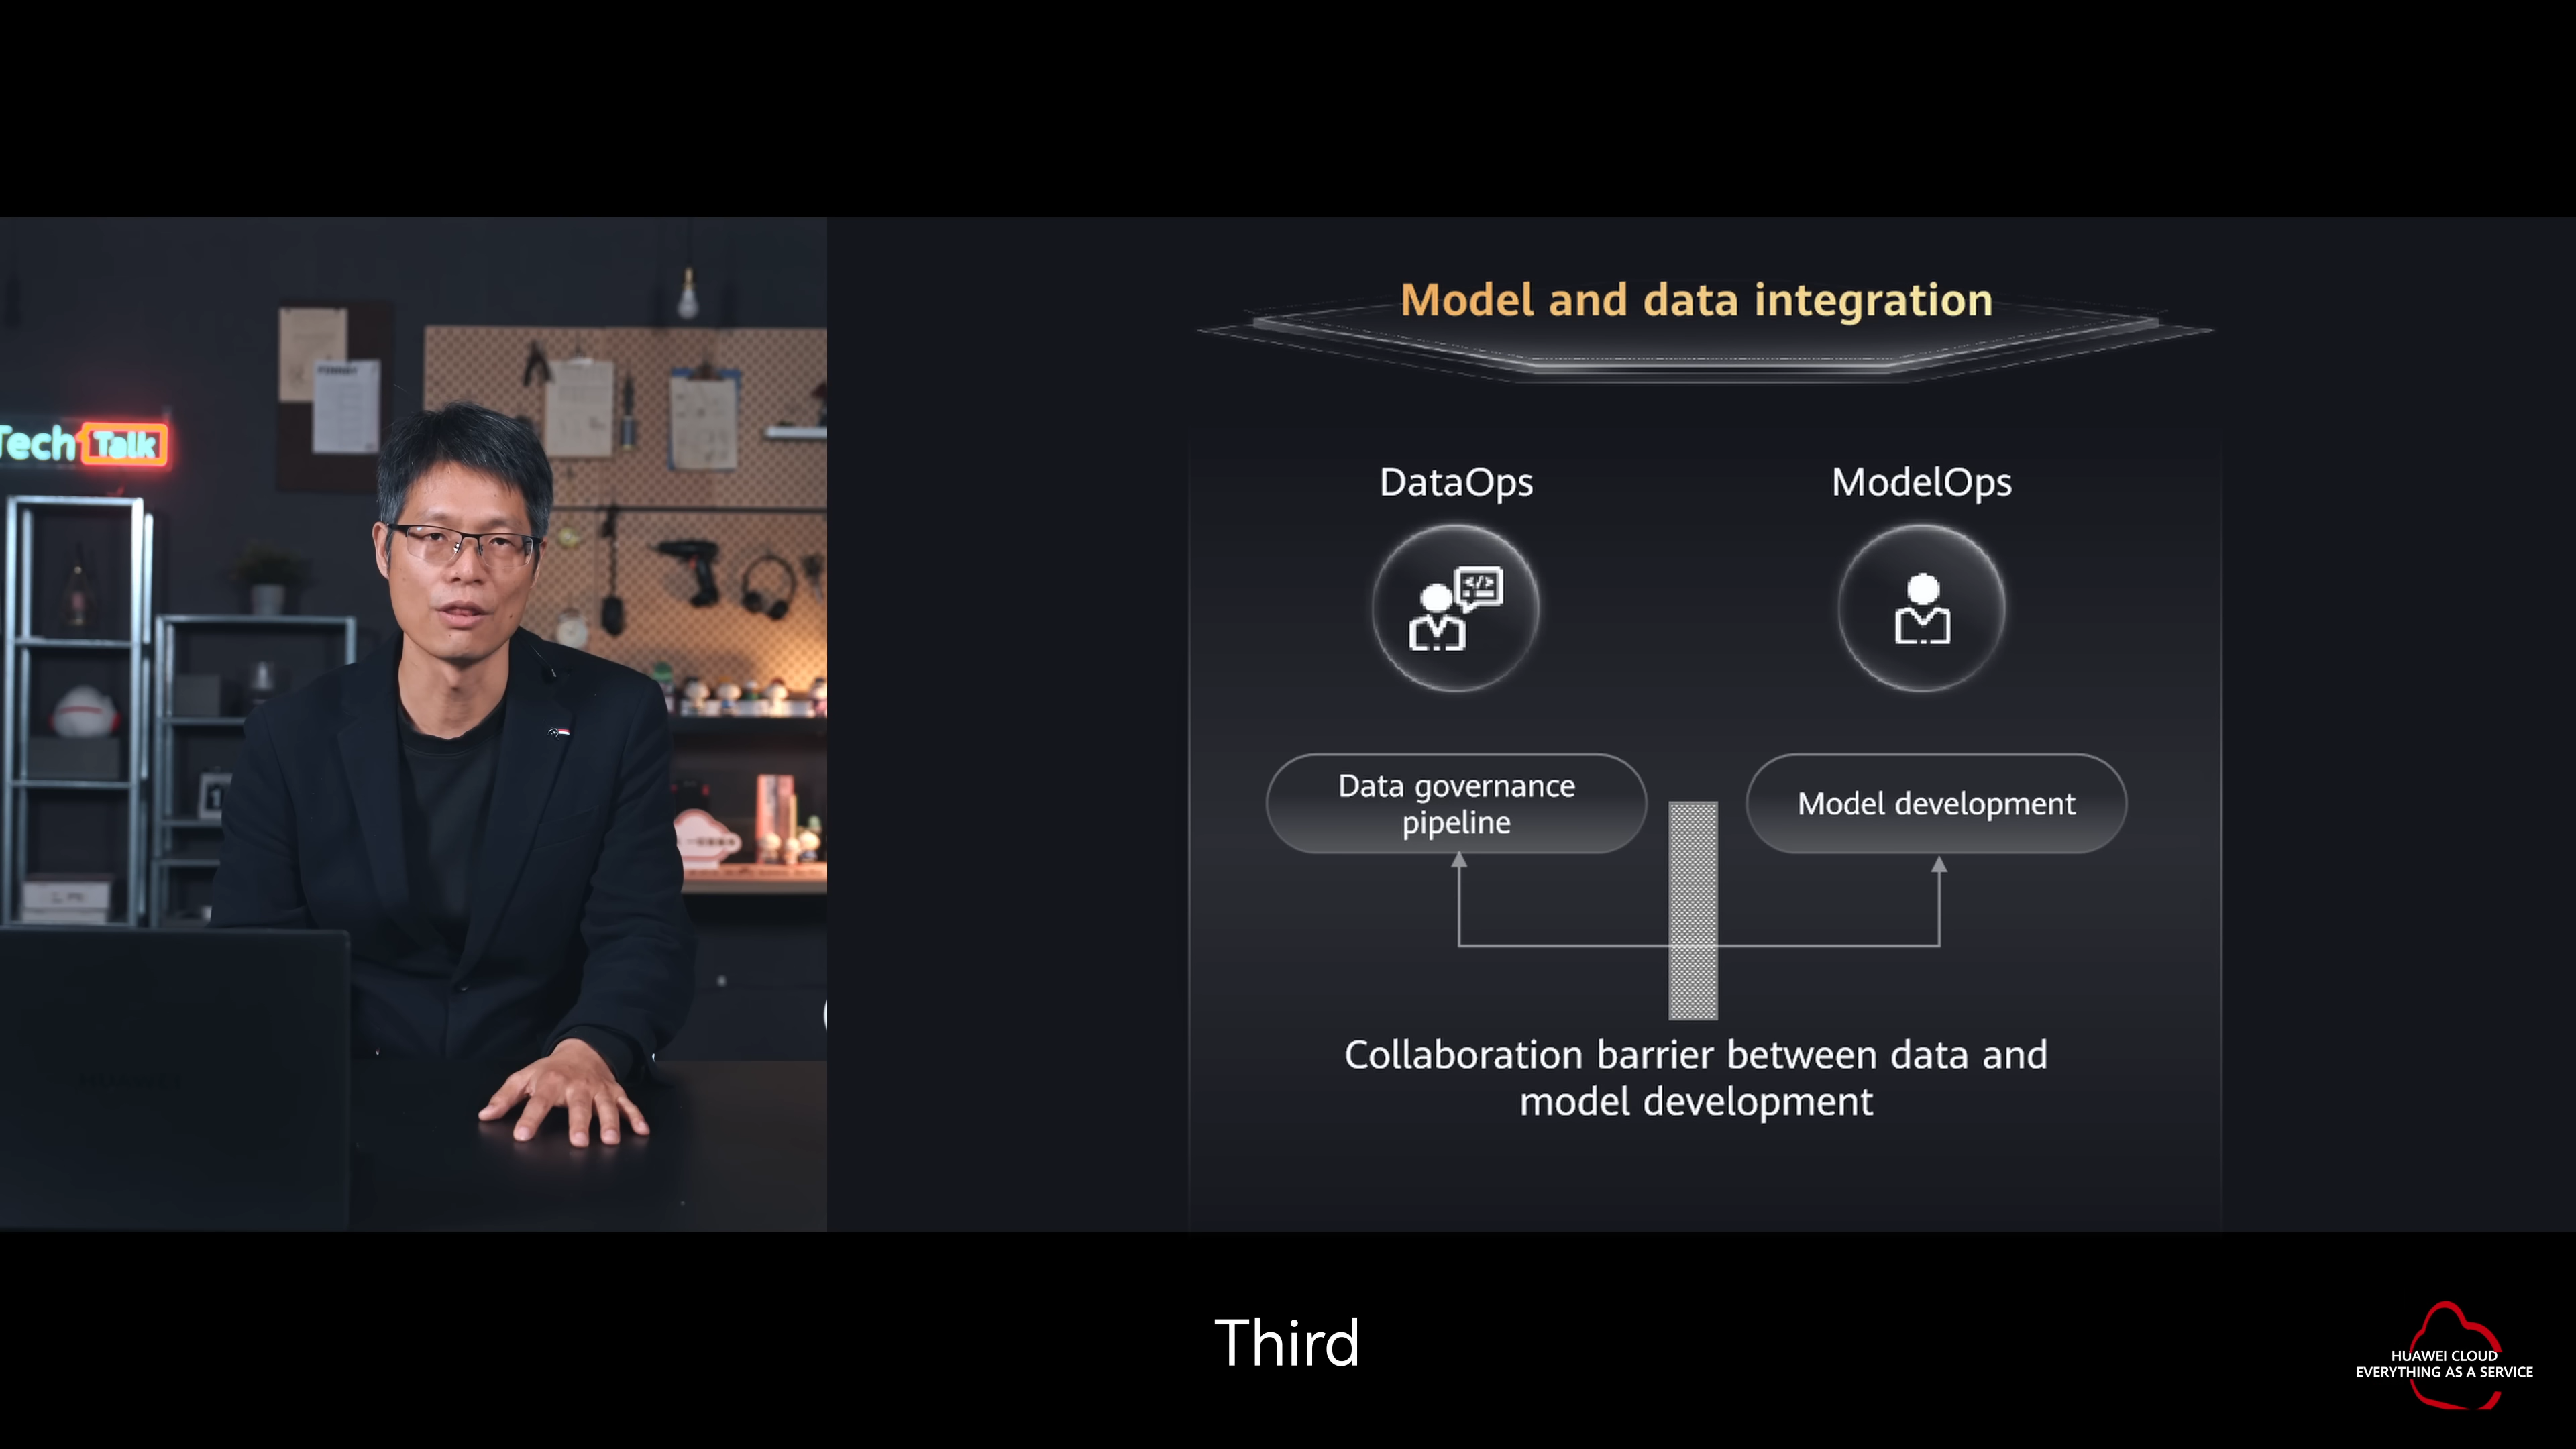 Tech Talk
Model and data integration
DataOps
ModelOps
Data governance
pipeline
Model development
Collaboration barrier between data and
model development
Third
HUAWEI CLOUD
EVERYTHING AS A SERVICE
HUAWEI